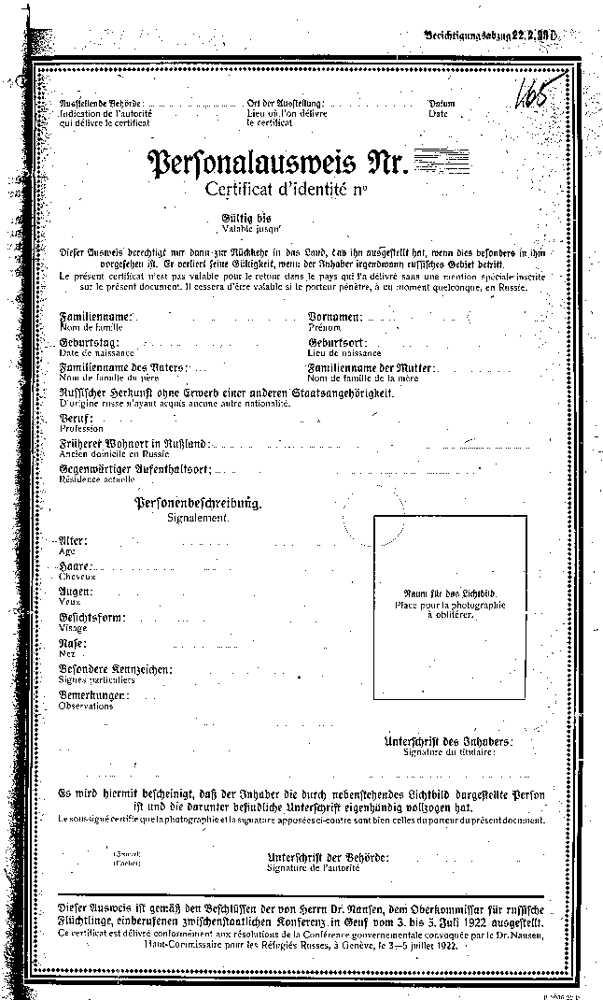 Berichtigungsabzug 22. 2. 23 D.
165
Ausstellende Behörde: Ort der Ausstellung: Datum
Indication de l'autorité Lieu où l'on délivre Date
qui délivre le certificat le certificat
Personalausweis Nr.
Certificat d'identité nº
Gültig bis
Valable jusqu'
Dieser Ausweis berechtigt nur dann zur Rückkehr in das Land, das ihn ausgestellt hat, wenn dies besonders in ihm
vorgesehen ist. Er verliert seine Gültigkeit, wenn der Inhaber irgendwann russisches Gebiet betritt.
Le présent certificat n'est pas valable pour le retour dans le pays qui l'a délivré sans une mention spéciale inscrite
sur le présent document. Il cessera d'être valable si le porteur pénètre, à un moment quelconque, en Russie.
Familienname: Vornamen:
Nom de famille Prénom
Geburtstag: Geburtsort:
Date de naissance Lieu de naissance
Familienname des Vaters: Familienname der Mutter:
Nom de famille du père Nom de famille de la mère
Russischer Herkunft ohne Erwerb einer anderen Staatsangehörigkeit.
D'origine russe n'ayant acquis aucune autre nationalité.
Beruf:
Profession
Früherer Wohnort in Rußland:
Ancien domicile en Russie
Gegenwärtiger Aufenthaltsort:
Résidence actuelle
Personenbeschreibung.
Signalement.
Alter:
Age
Haare:
Cheveux
Augen:
Yeux
Gesichtsform:
Visage
Nase:
Nez
Besondere Kennzeichen:
Signes particuliers
Bemerkungen:
Observations
Raum für das Lichtbild.
Place pour la photographie
à oblitérer.
Unterschrift des Inhabers:
Signature du titulaire:
Es wird hiermit bescheinigt, daß der Inhaber die durch nebenstehendes Lichtbild dargestellte Person
ist und die darunter befindliche Unterschrift eigenhändig vollzogen hat.
Le soussigné certifie que la photographie et la signature apposées ci-contre sont bien celles du porteur du présent document.
(Stempel)
(Cachet)
Unterschrift der Behörde:
Signature de l'autorité
Dieser Ausweis ist gemäß den Beschlüssen der von Herrn Dr. Nansen, dem Oberkommissar für russische
Flüchtlinge, einberufenen zwischenstaatlichen Konferenz in Genf vom 3. bis 5. Juli 1922 ausgestellt.
Ce certificat est délivré conformément aux résolutions de la Conférence gouvernementale convoquée par le Dr. Nansen,
Haut-Commissaire pour les Réfugiés Russes, à Genève, le 3—5 juillet 1922.